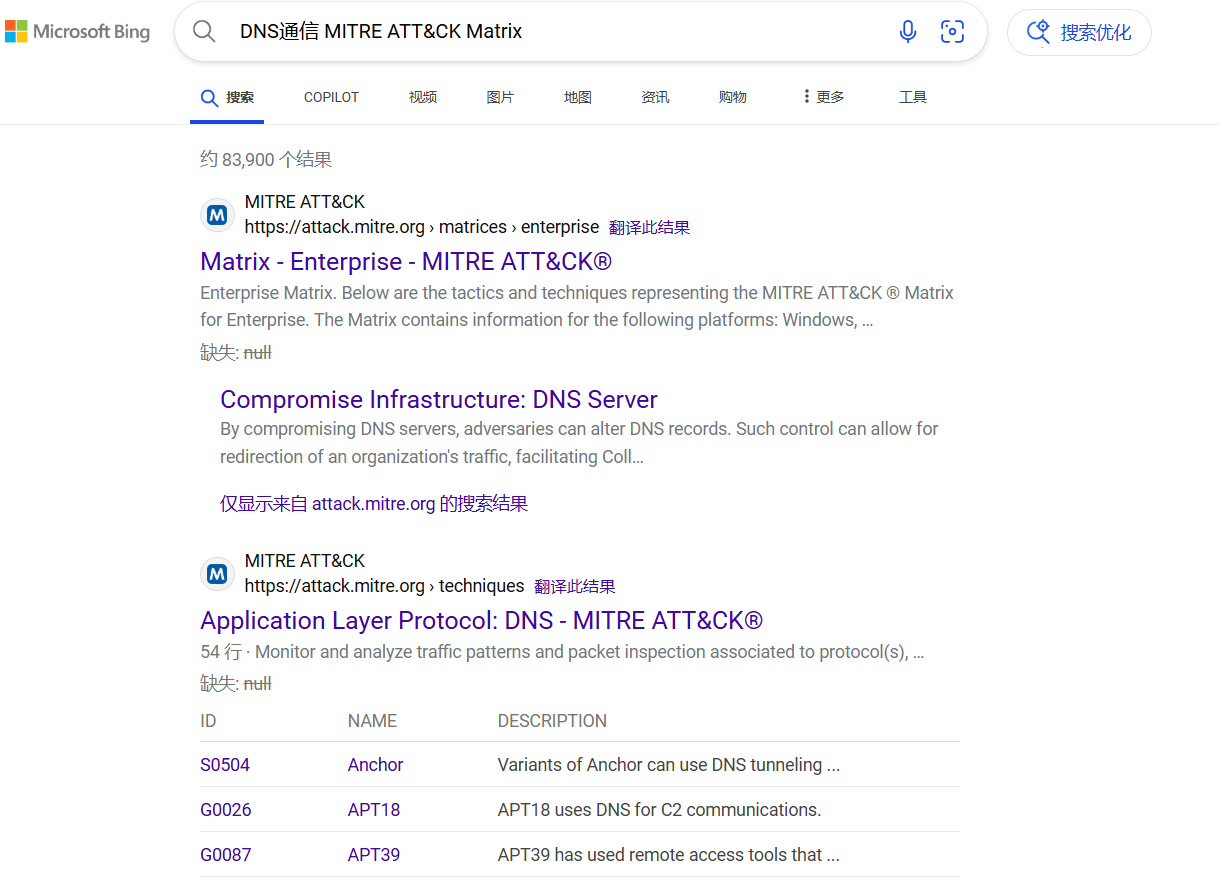 Microsoft Bing
DNS通信 MITRE ATT&CK Matrix
搜索优化
搜索 COPILOT 视频 图片 地图 资讯 购物 更多 工具
约 83,900 个结果
MITRE ATT&CK
https://attack.mitre.org › matrices › enterprise 翻译此结果
Matrix - Enterprise - MITRE ATT&CK®
Enterprise Matrix. Below are the tactics and techniques representing the MITRE ATT&CK ® Matrix
for Enterprise. The Matrix contains information for the following platforms: Windows, …
缺失: null
Compromise Infrastructure: DNS Server
By compromising DNS servers, adversaries can alter DNS records. Such control can allow for
redirection of an organization's traffic, facilitating Coll…
仅显示来自 attack.mitre.org 的搜索结果
MITRE ATT&CK
https://attack.mitre.org › techniques 翻译此结果
Application Layer Protocol: DNS - MITRE ATT&CK®
54 行 · Monitor and analyze traffic patterns and packet inspection associated to protocol(s), …
缺失: null
ID NAME DESCRIPTION
S0504 Anchor Variants of Anchor can use DNS tunneling ...
G0026 APT18 APT18 uses DNS for C2 communications.
G0087 APT39 APT39 has used remote access tools that ...